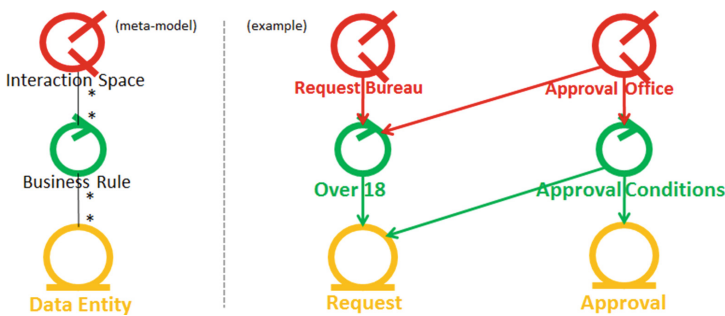 (meta-model)
(example)
Interaction Space
*
*
Request Bureau
Approval Office
Business Rule
*
*
Over 18
Approval Conditions
Data Entity
Request
Approval